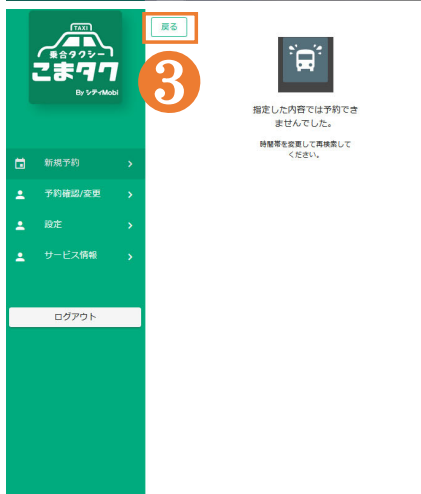 TAXI
乗合タクシー
こまタク
By シティMobi
戻る
3
指定した内容では予約でき
ませんでした。
時間帯を変更して再検索して
ください。
新規予約
予約確認/変更
設定
サービス情報
ログアウト